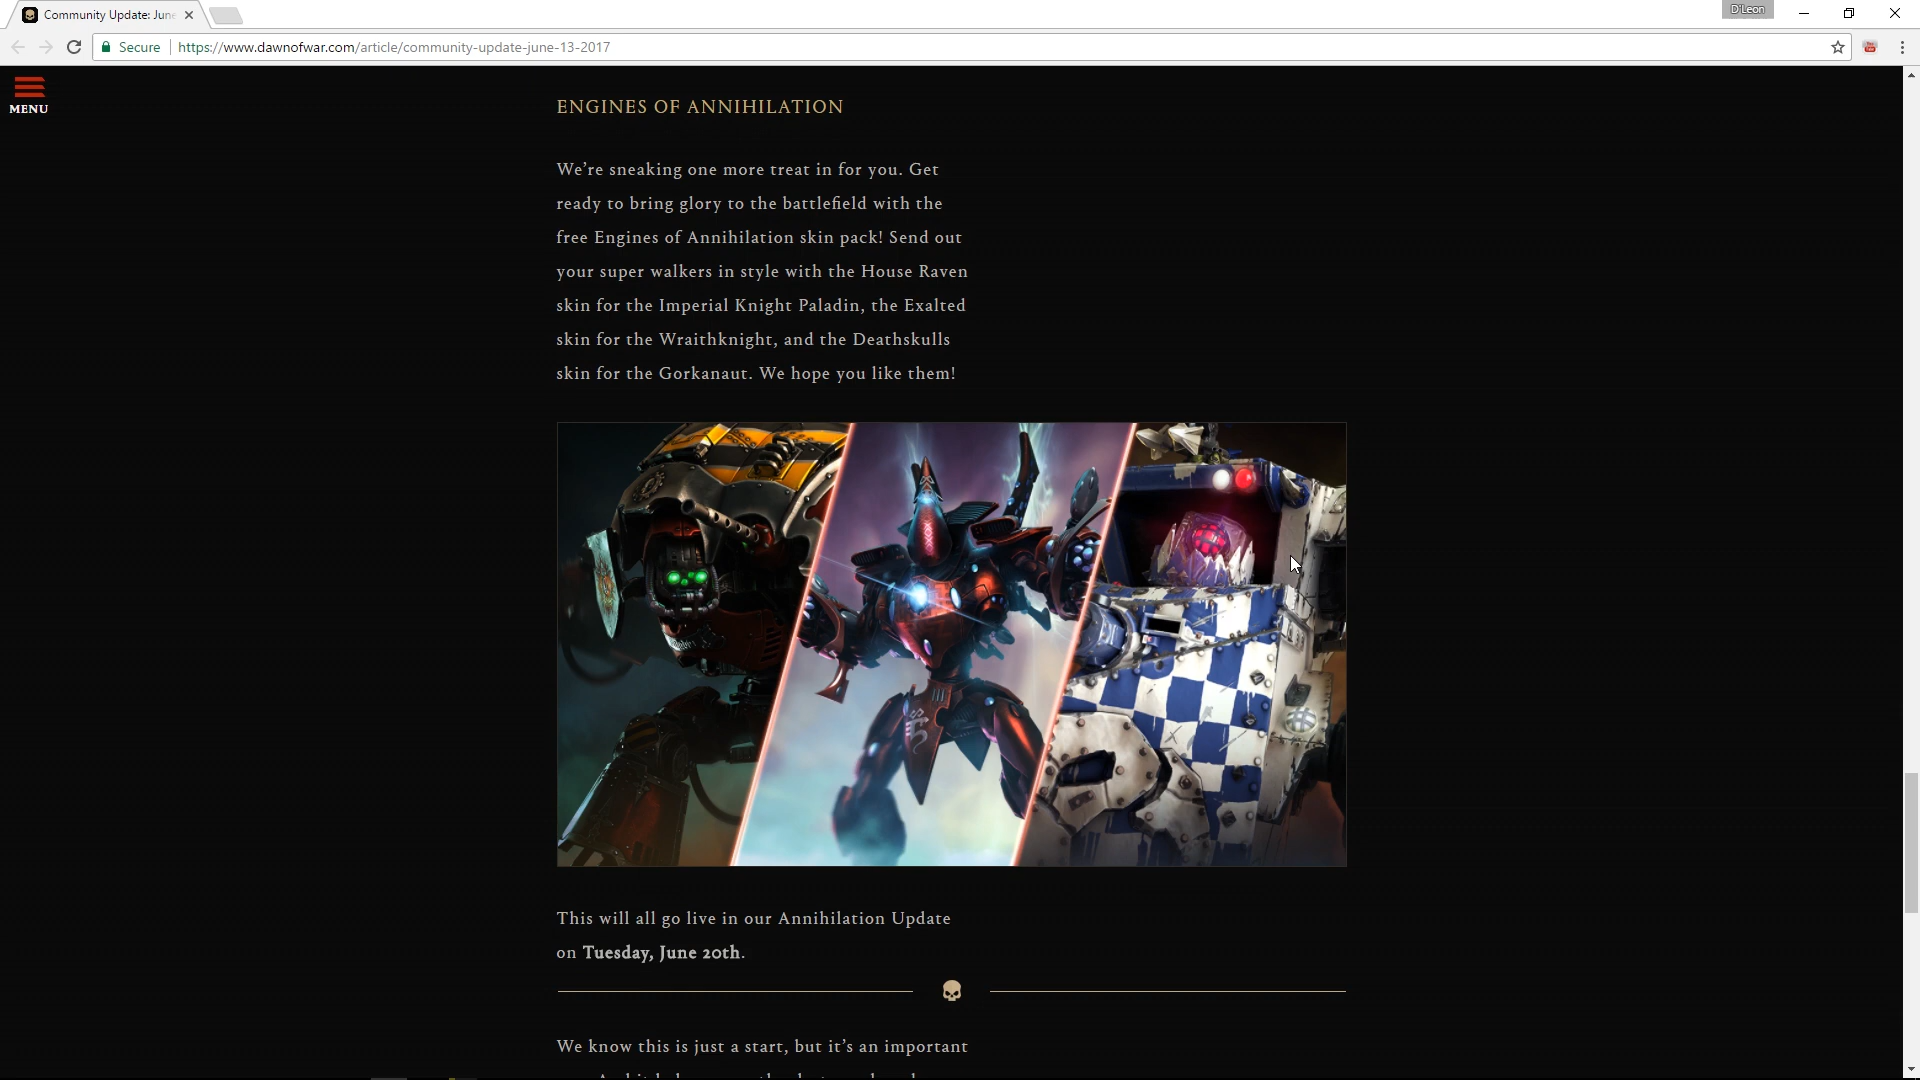 Community Update: June
D'Leon
Secure
https://www.dawnofwar.com/article/community-update-june-13-2017
MENU
ENGINES OF ANNIHILATION
We're sneaking one more treat in for you. Get
ready to bring glory to the battlefield with the
free Engines of Annihilation skin pack! Send out
your super walkers in style with the House Raven
skin for the Imperial Knight Paladin, the Exalted
skin for the Wraithknight, and the Deathskulls
skin for the Gorkanaut. We hope you like them!
This will all go live in our Annihilation Update
on Tuesday, June 20th.
We know this is just a start, but it's an important